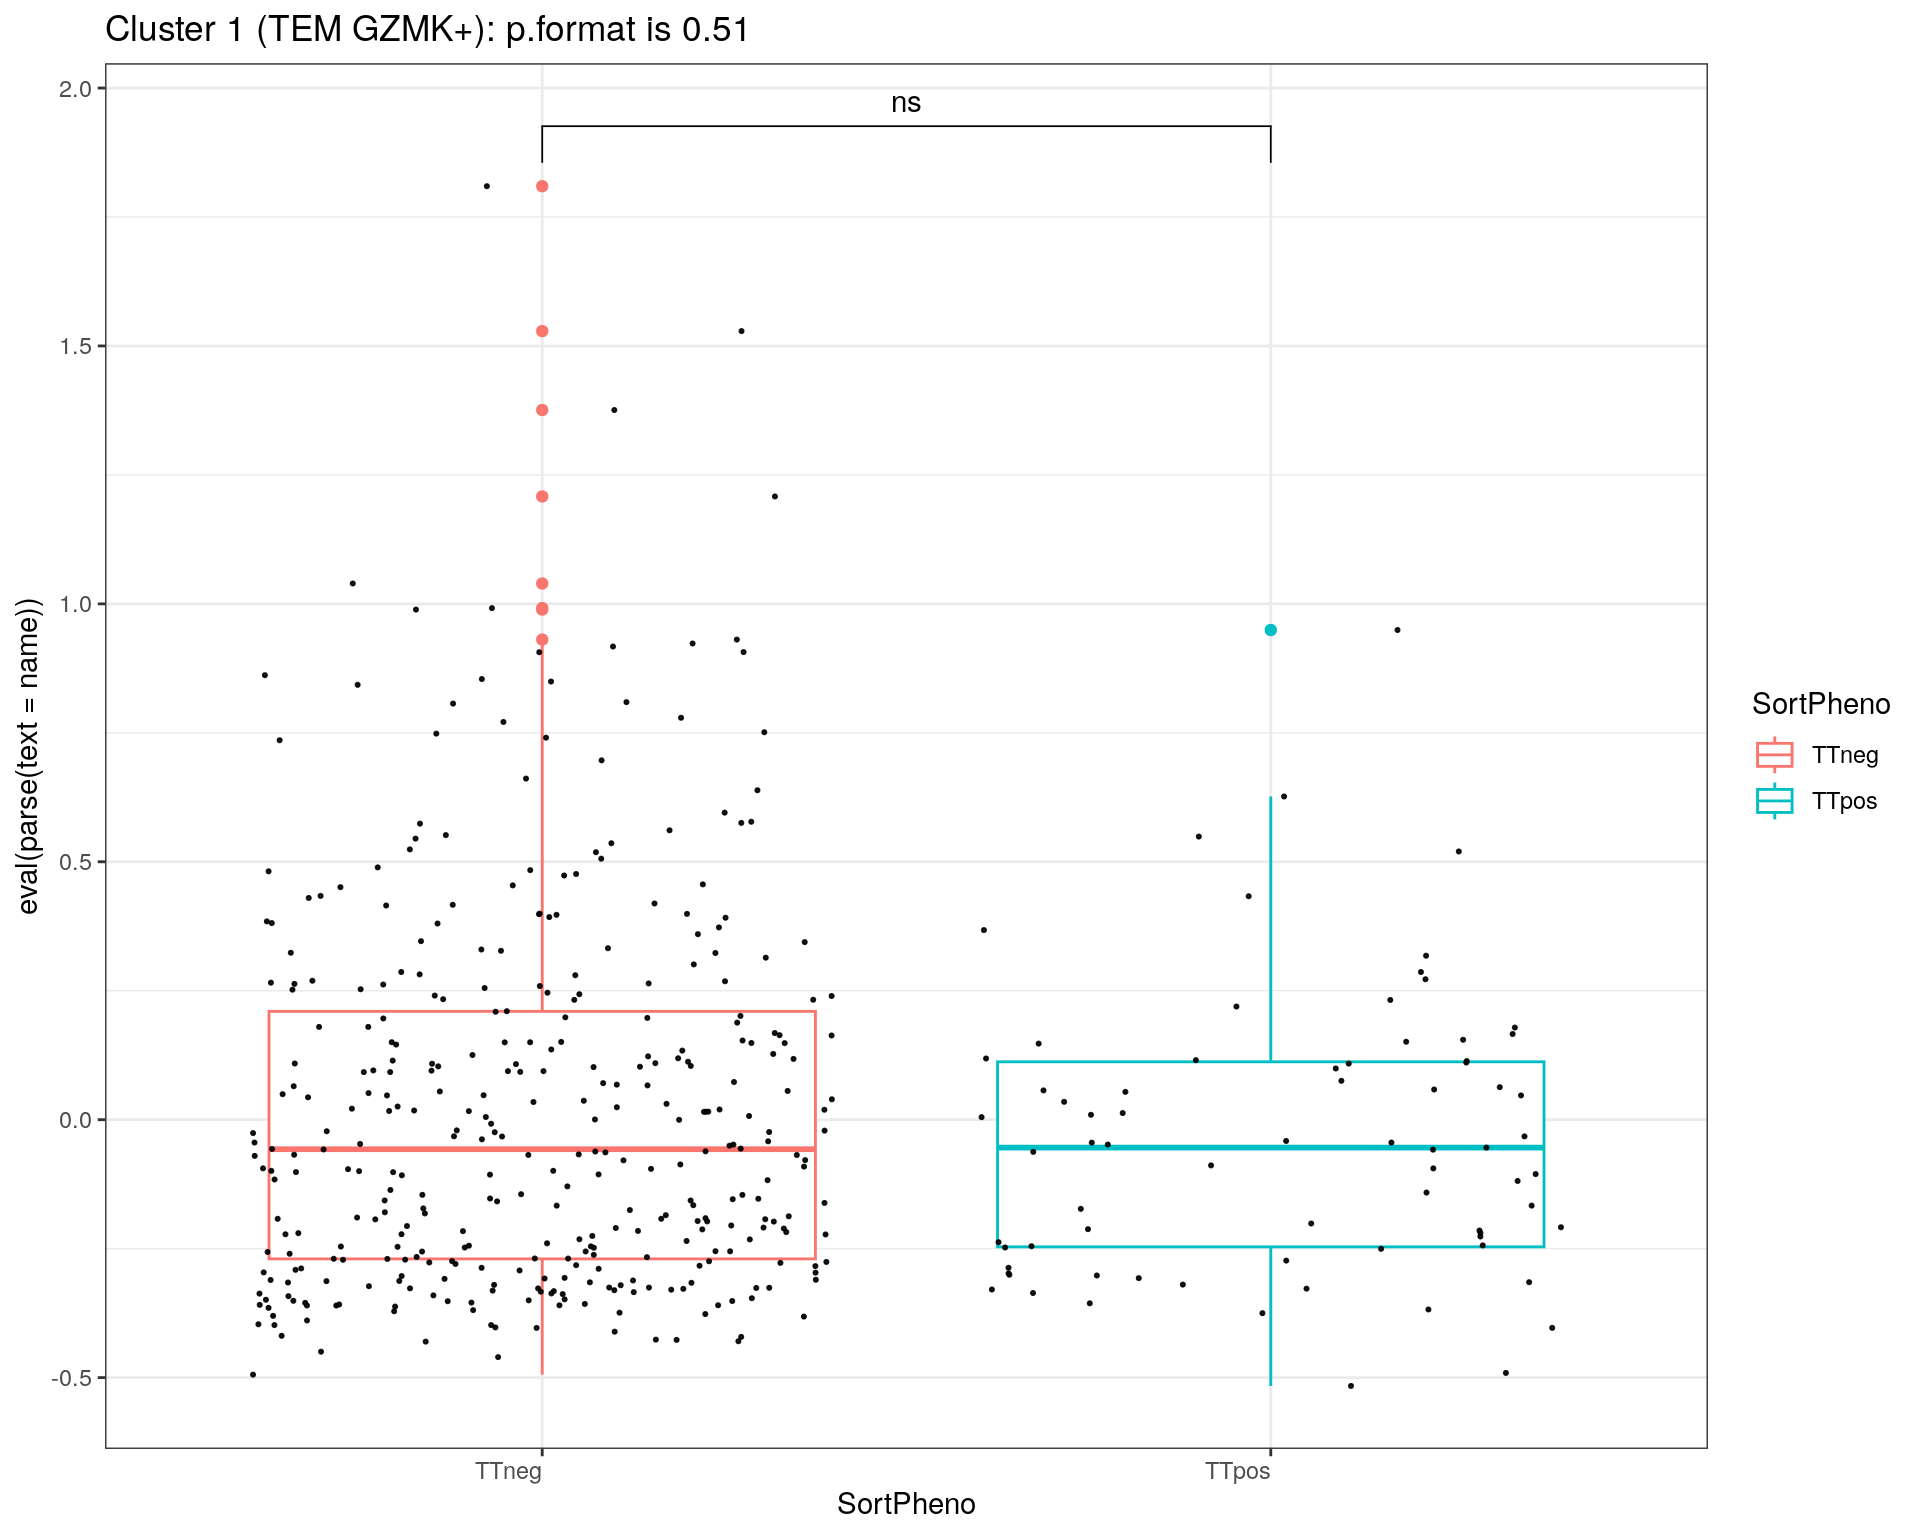 Cluster 1 (TEM GZMK+): p.format is 0.51
ns
2.0
1.5
1.0
0.5
0.0
-0.5
eval(parse(text = name))
TTneg
TTpos
SortPheno
SortPheno
TTneg
TTpos